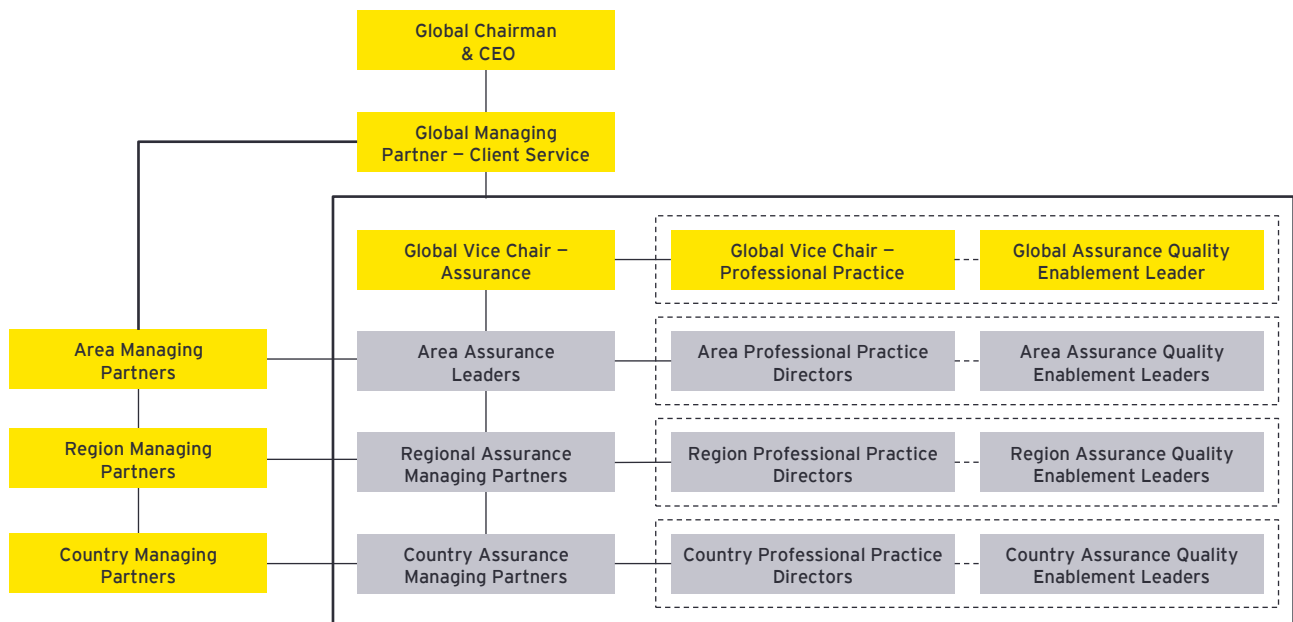 Global Chairman
& CEO
Global Managing
Partner – Client Service
Global Vice Chair –
Assurance
Global Vice Chair –
Professional Practice
Global Assurance Quality
Enablement Leader
Area Managing
Partners
Area Assurance
Leaders
Area Professional Practice
Directors
Area Assurance Quality
Enablement Leaders
Region Managing
Partners
Regional Assurance
Managing Partners
Region Professional Practice
Directors
Region Assurance Quality
Enablement Leaders
Country Managing
Partners
Country Assurance
Managing Partners
Country Professional Practice
Directors
Country Assurance Quality
Enablement Leaders